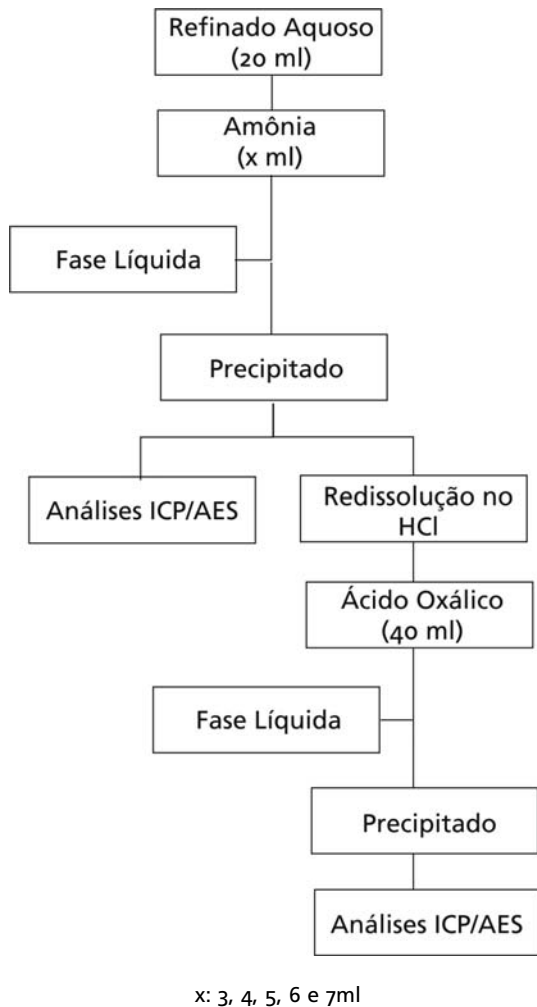 Refinado Aquoso
(20 ml)
Amônia
(x ml)
Fase Líquida
Precipitado
Análises ICP/AES
Redissolução no
HCl
Ácido Oxálico
(40 ml)
Fase Líquida
Precipitado
Análises ICP/AES
x: 3, 4, 5, 6 e 7ml